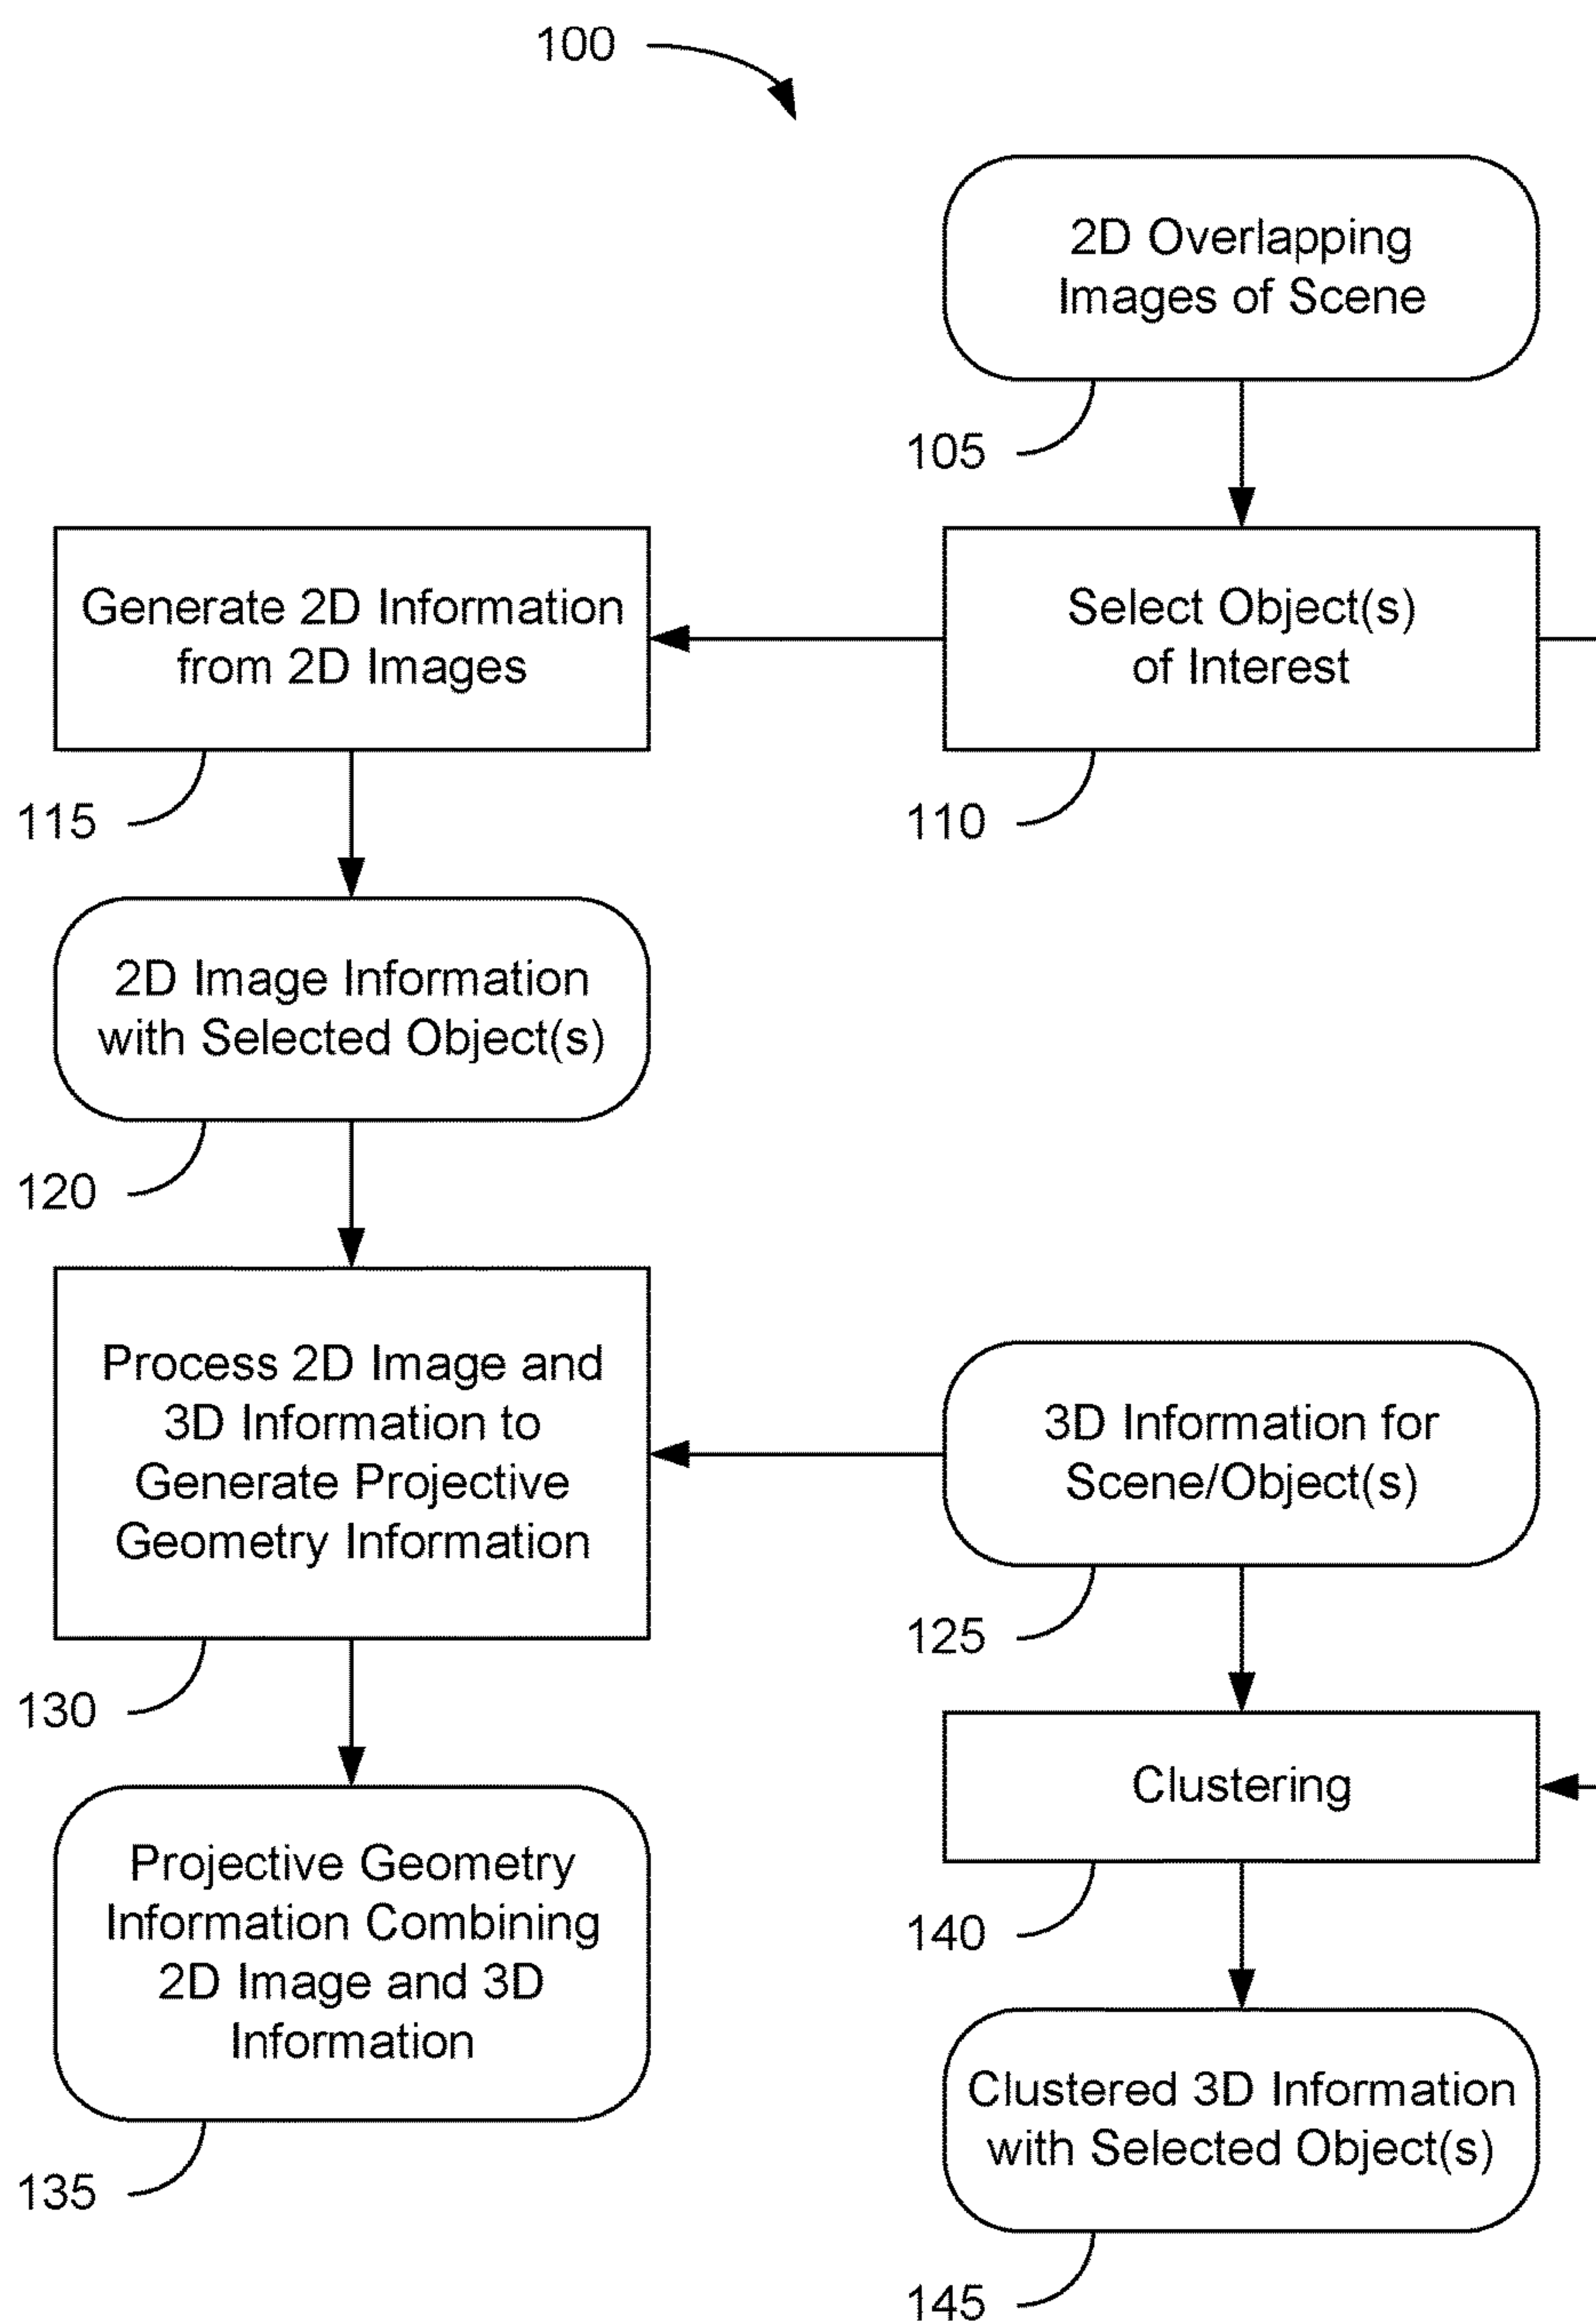 100
2D Overlapping
Images of Scene
105
Generate 2D Information
from 2D Images
115
Select Object(s)
of Interest
110
2D Image Information
with Selected Object(s)
120
Process 2D Image and
3D Information to
Generate Projective
Geometry Information
130
3D Information for
Scene/Object(s)
125
Clustering
140
Projective Geometry
Information Combining
2D Image and 3D
Information
135
Clustered 3D Information
with Selected Object(s)
145